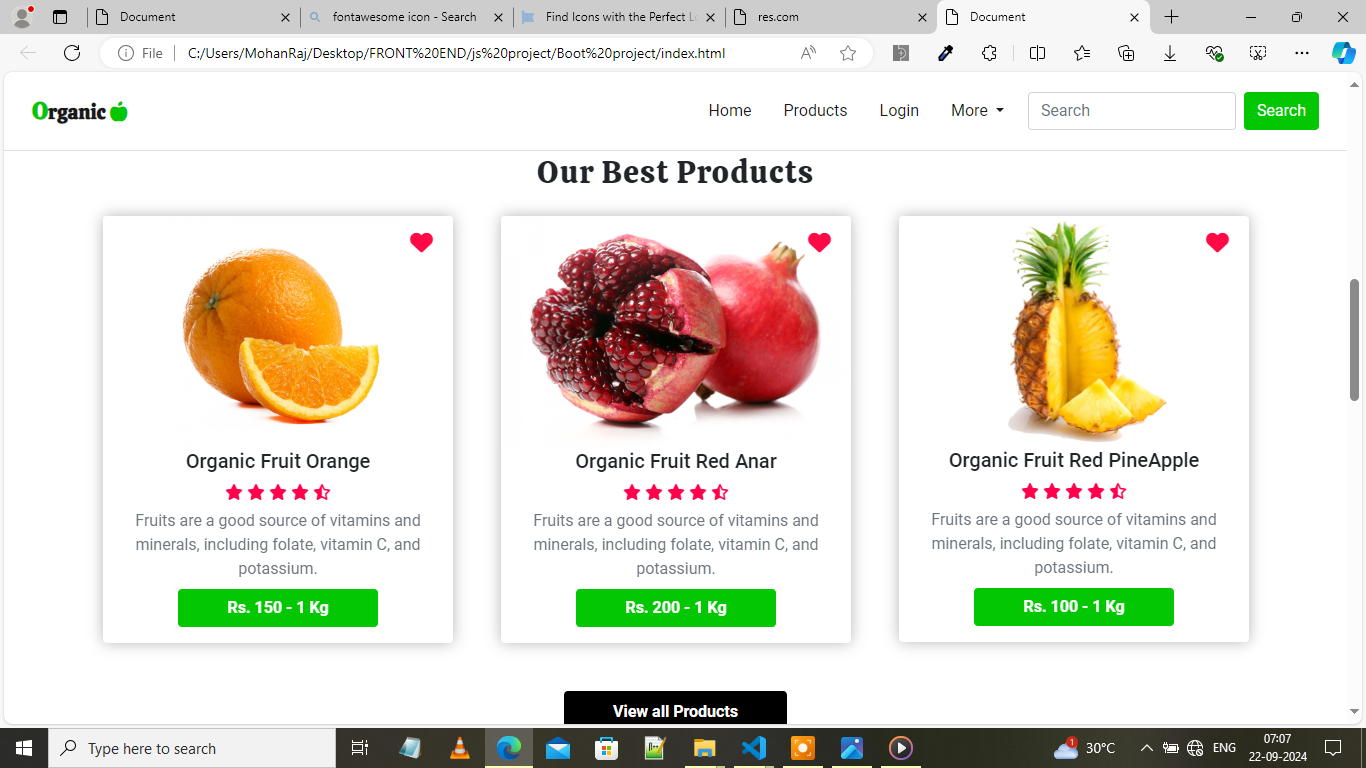 Document
fontawesome icon - Search
Find Icons with the Perfect Lo
res.com
Document
File
C:/Users/MohanRaj/Desktop/FRONT%20END/js%20project/Boot%20project/index.html
Organic
Home
Products
Login
More
Search
Search
Our Best Products
Organic Fruit Orange
Fruits are a good source of vitamins and
minerals, including folate, vitamin C, and
potassium.
Rs. 150 - 1 Kg
Organic Fruit Red Anar
Fruits are a good source of vitamins and
minerals, including folate, vitamin C, and
potassium.
Rs. 200 - 1 Kg
Organic Fruit Red PineApple
Fruits are a good source of vitamins and
minerals, including folate, vitamin C, and
potassium.
Rs. 100 - 1 Kg
View all Products
Type here to search
1
30°C
ENG
07:07
22-09-2024